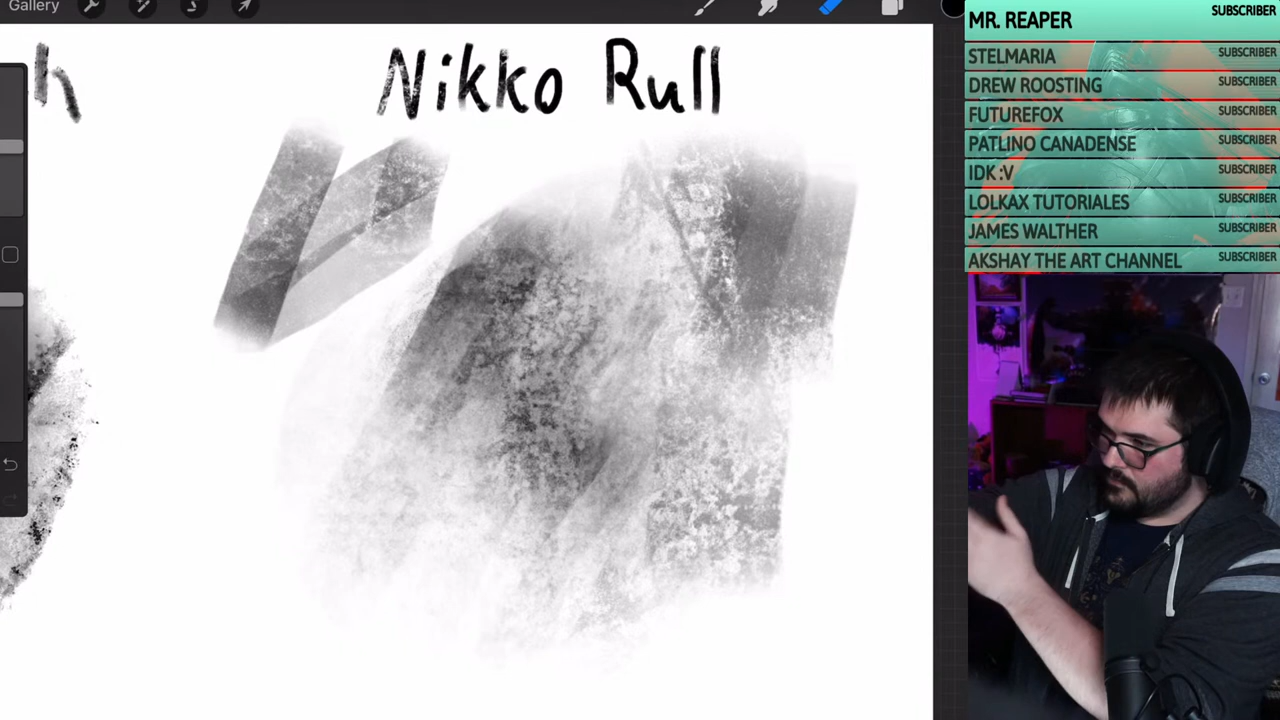 Gallery
h
Nikko Rull
MR. REAPER SUBSCRIBER
STELMARIA SUBSCRIBER
DREW ROOSTING SUBSCRIBER
FUTUREFOX SUBSCRIBER
PATLINO CANADENSE SUBSCRIBER
IDK :V SUBSCRIBER
LOLKAX TUTORIALES SUBSCRIBER
JAMES WALTHER SUBSCRIBER
AKSHAY THE ART CHANNEL SUBSCRIBER